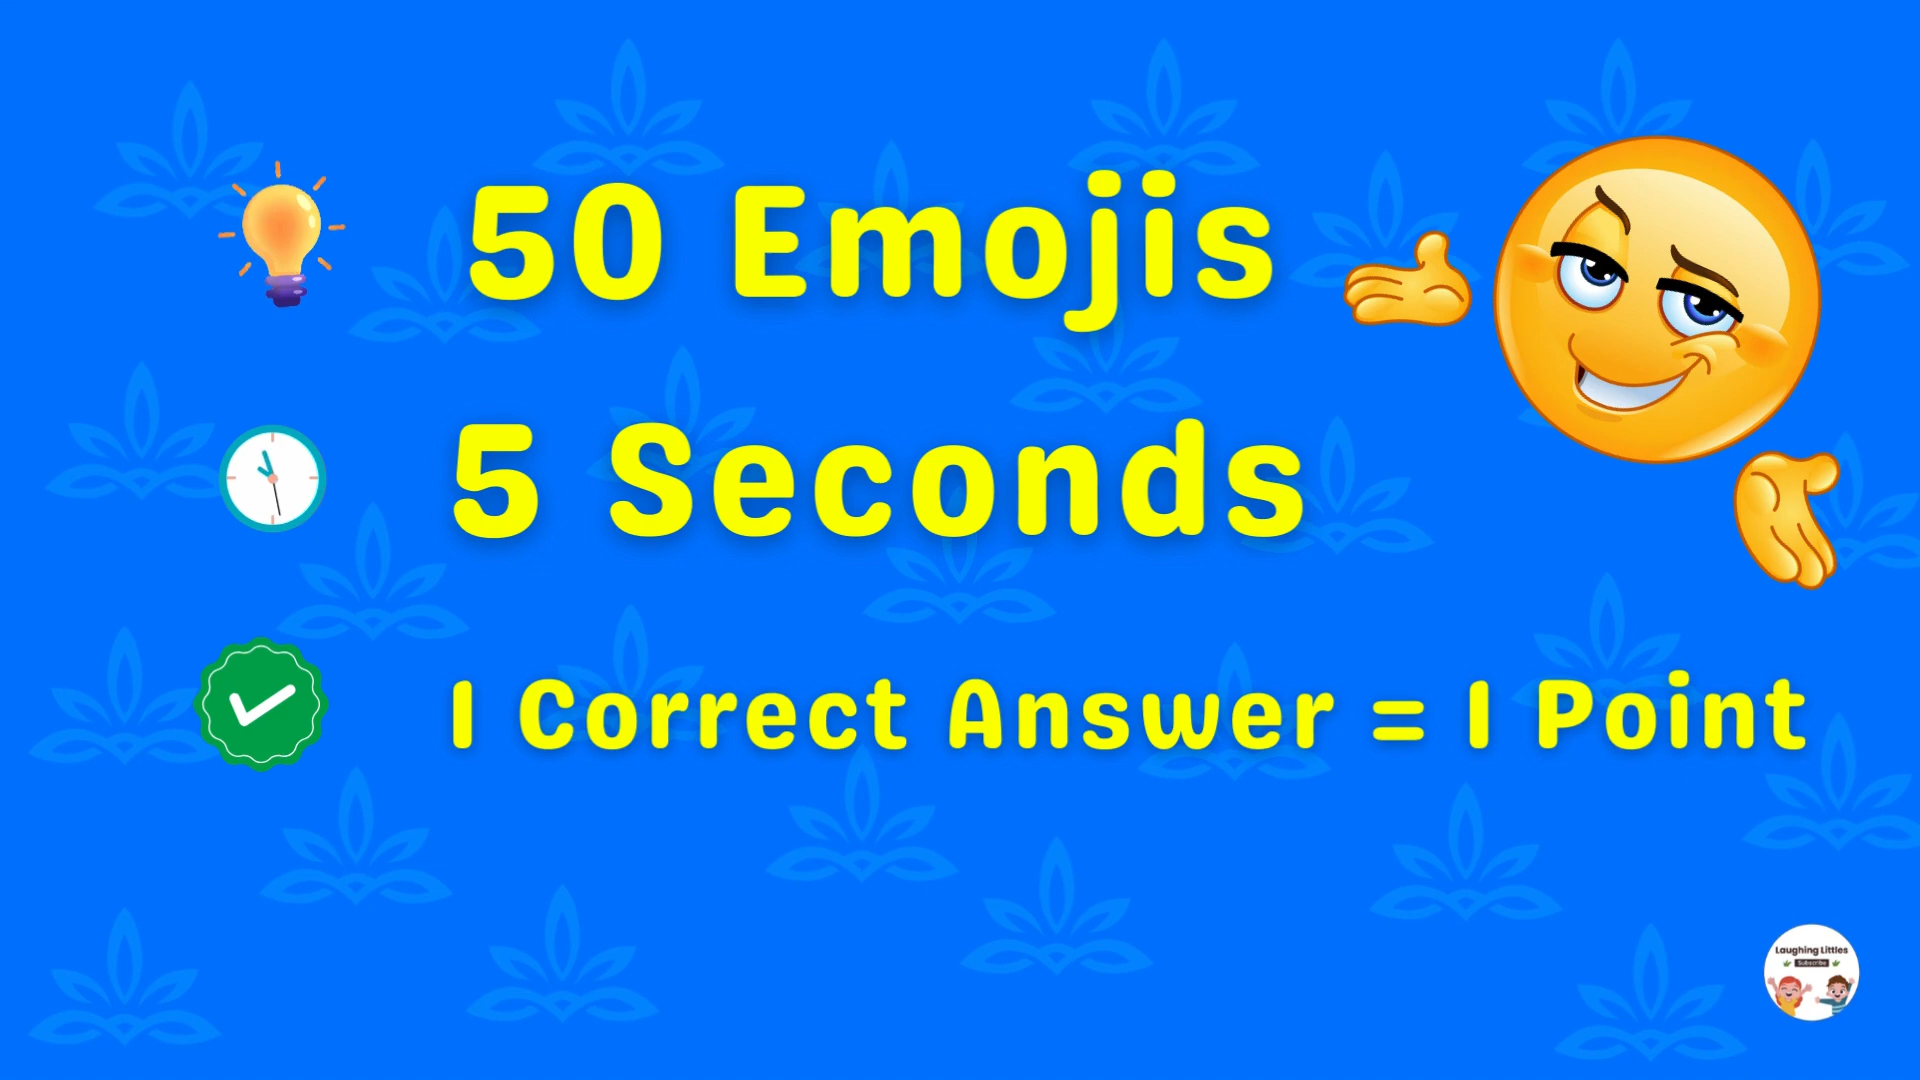 50 Emojis
5 Seconds
1 Correct Answer = 1 Point
Laughing Littles
Subscribe